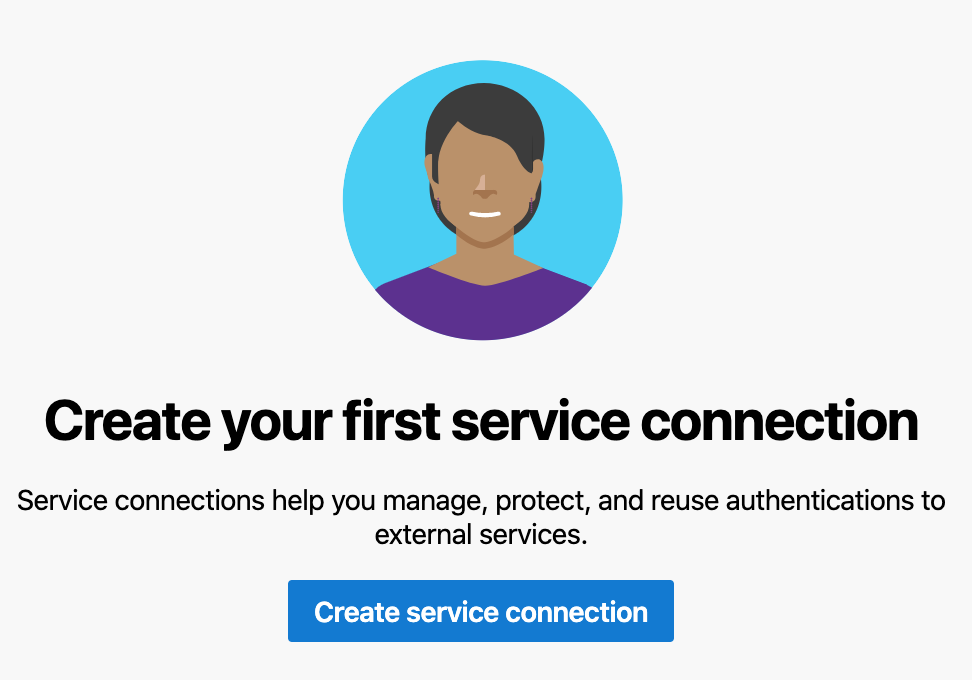 Create your first service connection
Service connections help you manage, protect, and reuse authentications to
external services.
Create service connection